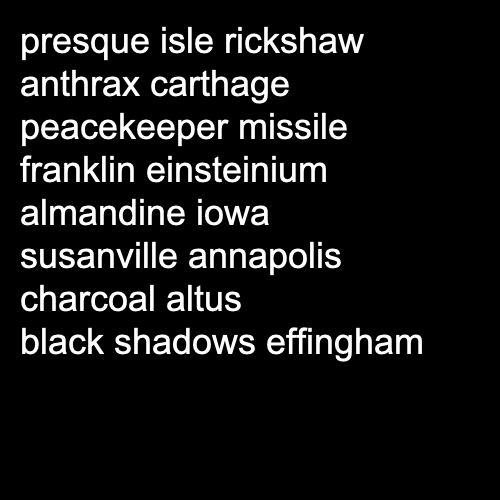 presque isle rickshaw
anthrax carthage
peacekeeper missile
franklin einsteinium
almandine iowa
susanville annapolis
charcoal altus
black shadows effingham